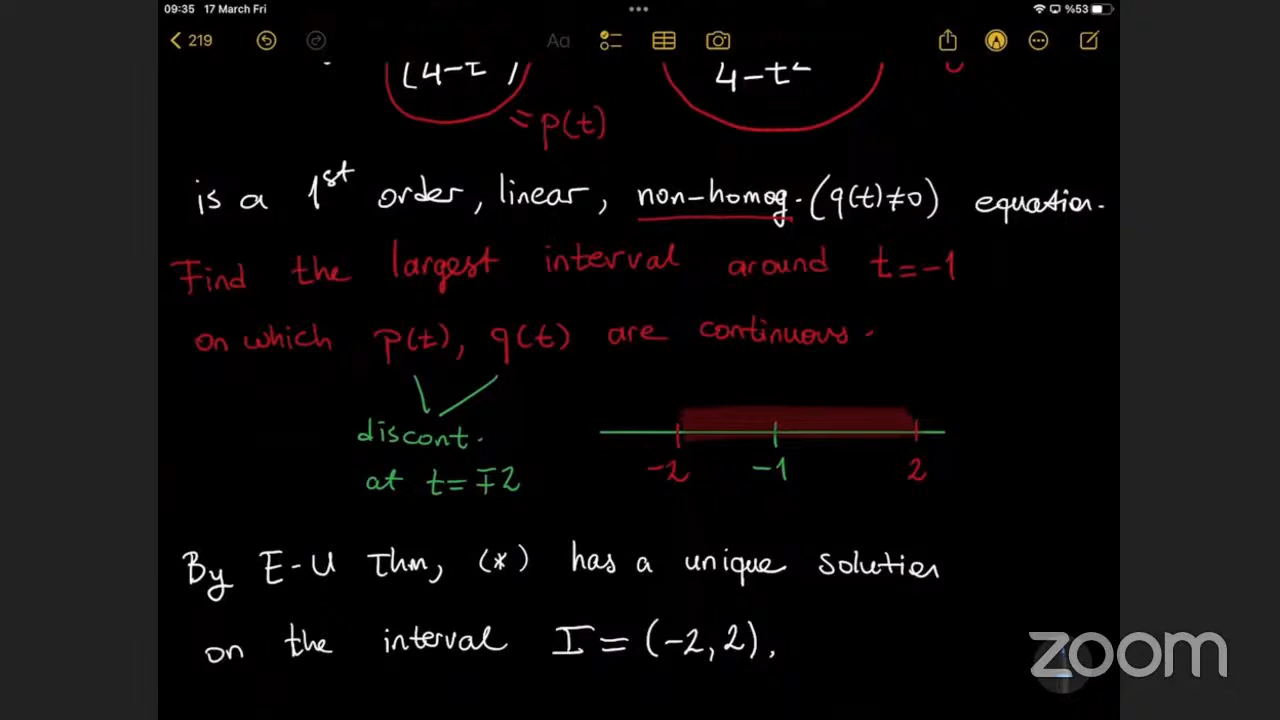 09:35 17 March Fri
%53
219
Aa
4-t²
= p(t)
is a 1st order, linear, non-homog. (q(t)≠0) equation.
Find the largest interval around t=-1
on which p(t), q(t) are continuous.
discont.
at t=∓2
-2 -1 2
By E-U Thm, (*) has a unique solution
on the interval I = (-2, 2).
zoom